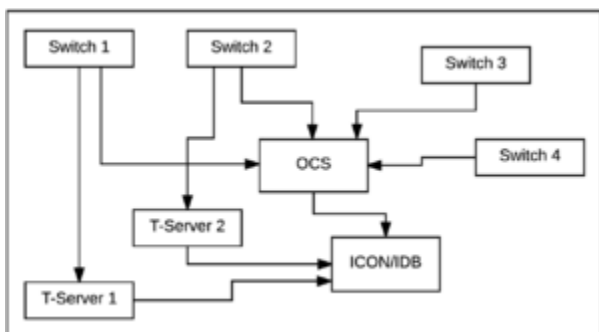 Switch 1
Switch 2
Switch 3
OCS
Switch 4
T-Server 2
ICON/IDB
T-Server 1